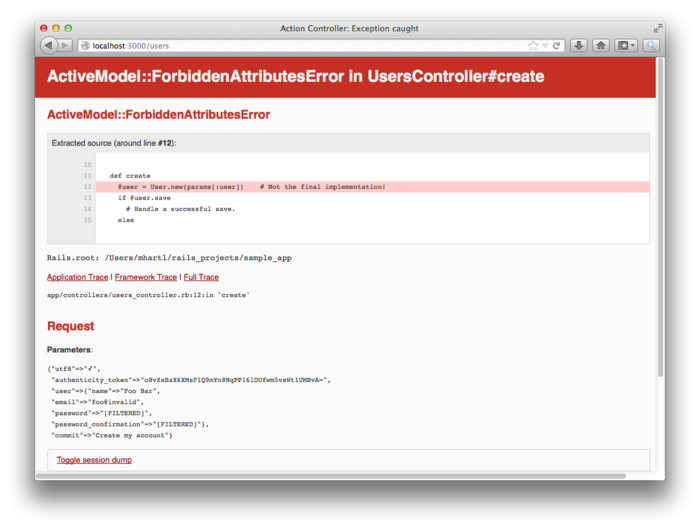 Action Controller: Exception caught
localhost:3000/users
ActiveModel::ForbiddenAttributesError in UsersController#create
ActiveModel::ForbiddenAttributesError
Extracted source (around line #12):
10
11 def create
12 @user = User.new(params[:user]) # Not the final implementation!
13 if @user.save
14 # Handle a successful save.
15 else
Rails.root: /Users/mhartl/rails_projects/sample_app
Application Trace | Framework Trace | Full Trace
app/controllers/users_controller.rb:12:in `create'
Request
Parameters:
{"utf8"=>"✓",
"authenticity_token"=>
"user"=>{"name"=>"Foo Bar",
"email"=>"foo@invalid",
"password"=>"[FILTERED]",
"password_confirmation"=>"[FILTERED]"},
"commit"=>"Create my account"}
Toggle session dump